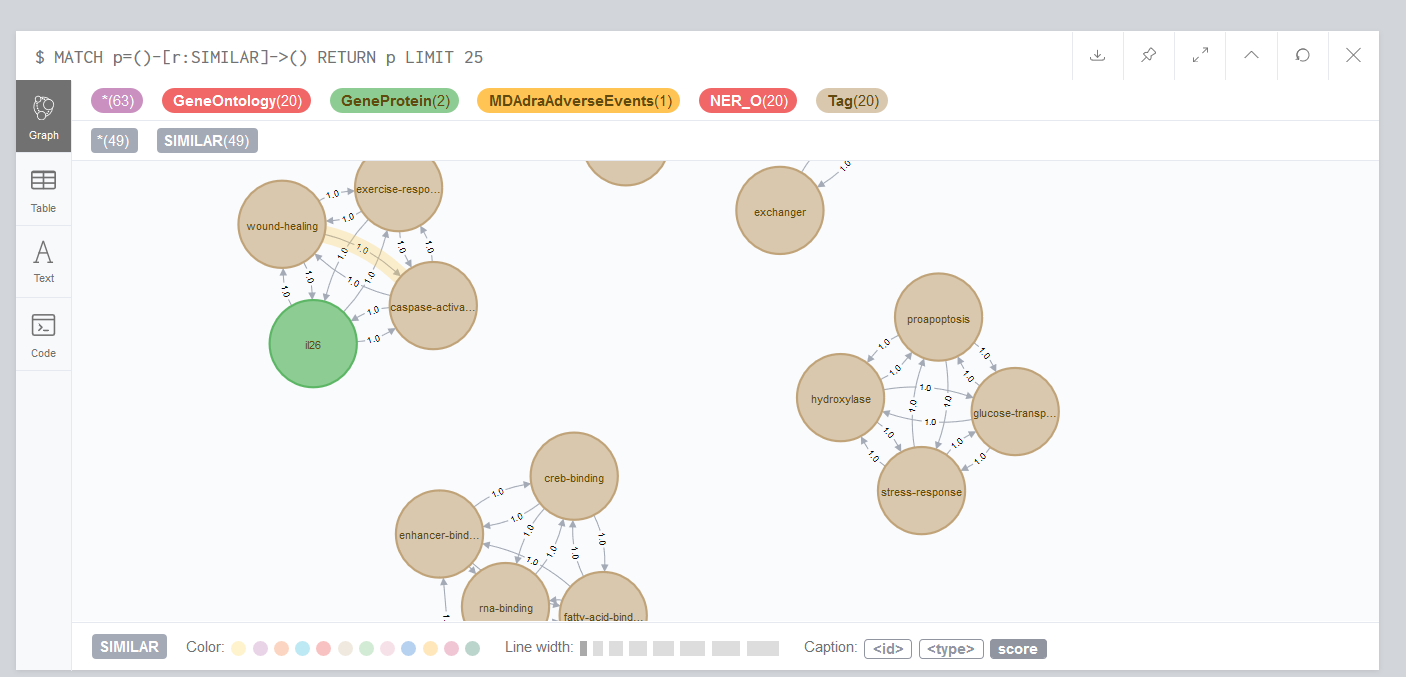 $ MATCH p=()-[r:SIMILAR]->() RETURN p LIMIT 25
*(63) GeneOntology(20) GeneProtein(2) MDAdraAdverseEvents(1) NER_O(20) Tag(20)
Graph
*(49) SIMILAR(49)
Table
Text
Code
exercise-respo...
wound-healing
caspase-activa...
il26
1.0
1.0
1.0
1.0
1.0
1.0
1.0
1.0
1.0
1.0
1.0
1.0
exchanger
1.0
proapoptosis
hydroxylase
glucose-transp...
stress-response
1.0
1.0
1.0
1.0
1.0
1.0
1.0
1.0
1.0
1.0
1.0
1.0
creb-binding
enhancer-bind...
rna-binding
fatty-acid-bind...
1.0
1.0
1.0
1.0
1.0
1.0
1.0
SIMILAR Color: Line width: Caption: <id> <type> score